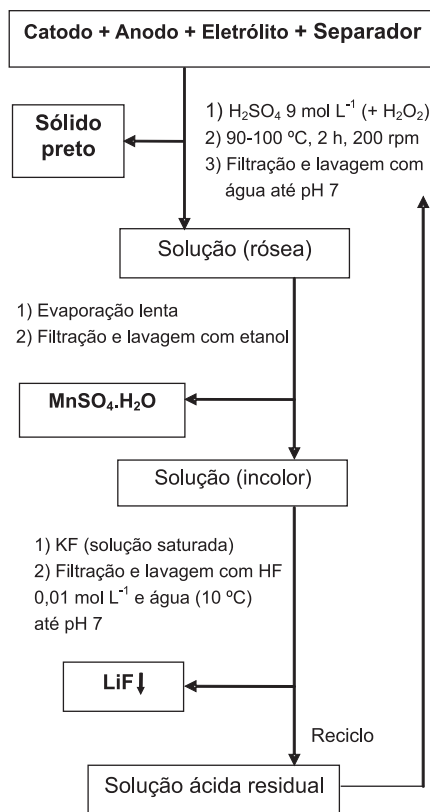 Catodo + Anodo + Eletrólito + Separador
1) H₂SO₄ 9 mol L⁻¹ (+ H₂O₂)
2) 90-100 ºC, 2 h, 200 rpm
3) Filtração e lavagem com
água até pH 7
Sólido
preto
Solução (rósea)
1) Evaporação lenta
2) Filtração e lavagem com etanol
MnSO₄.H₂O
Solução (incolor)
1) KF (solução saturada)
2) Filtração e lavagem com HF
0,01 mol L⁻¹ e água (10 ºC)
até pH 7
LiF↓
Reciclo
Solução ácida residual